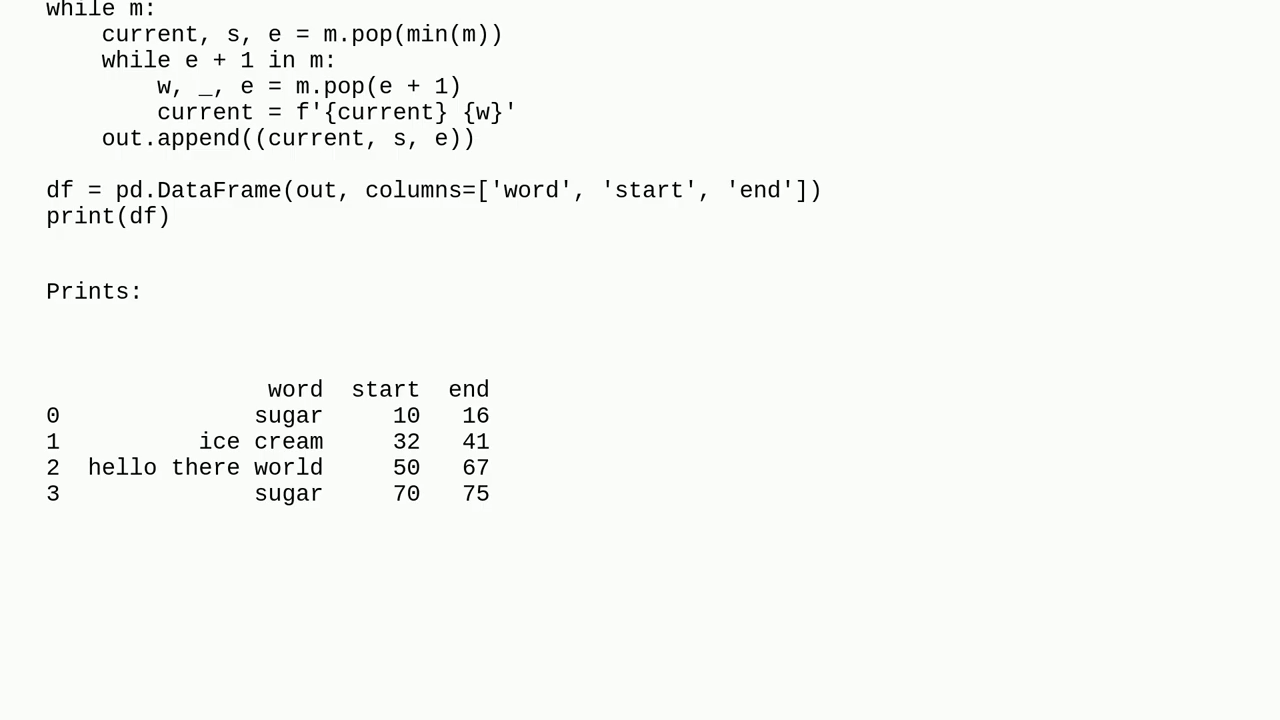 while m:
    current, s, e = m.pop(min(m))
    while e + 1 in m:
        w, _, e = m.pop(e + 1)
        current = f'{current} {w}'
    out.append((current, s, e))

df = pd.DataFrame(out, columns=['word', 'start', 'end'])
print(df)

Prints:

                word  start  end
0              sugar     10   16
1          ice cream     32   41
2  hello there world     50   67
3              sugar     70   75